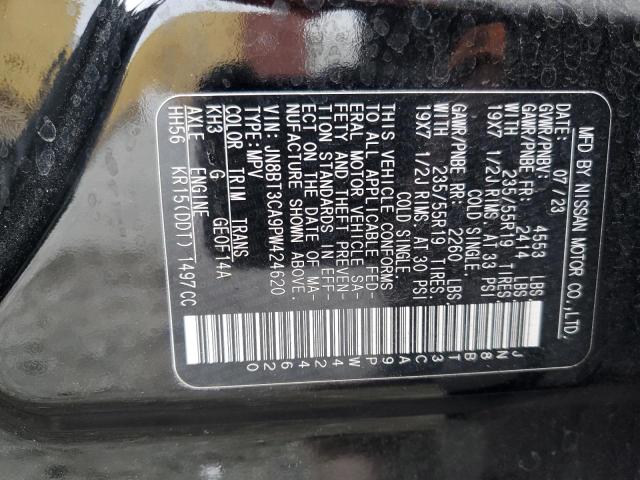 MFD BY NISSAN MOTOR CO.,LTD.
DATE: 07/23
GVWR/PNBV: 4553 LBS
GAWR/PNBE FR: 2414 LBS
235/55R19 TIRES
19X7 1/2J RIMS AT 33 PSI
COLD SINGLE.
GAWR/PNBE RR: 2260 LBS
235/55R19 TIRES
19X7 1/2J RIMS AT 30 PSI
COLD SINGLE.
THIS VEHICLE CONFORMS
TO ALL APPLICABLE FED-
ERAL MOTOR VEHICLE SA-
FETY AND THEFT PREVEN-
TION STANDARDS IN EFF-
ECT ON THE DATE OF MA-
NUFACTURE SHOWN ABOVE.
VIN: JN8BT3CA9PW424620
TYPE: MPV
COLOR TRIM TRANS
KH3 G GE0F14A
AXLE ENGINE
HH56 KR15(DDT) 1497CC
JN8BT3CA9PW424620